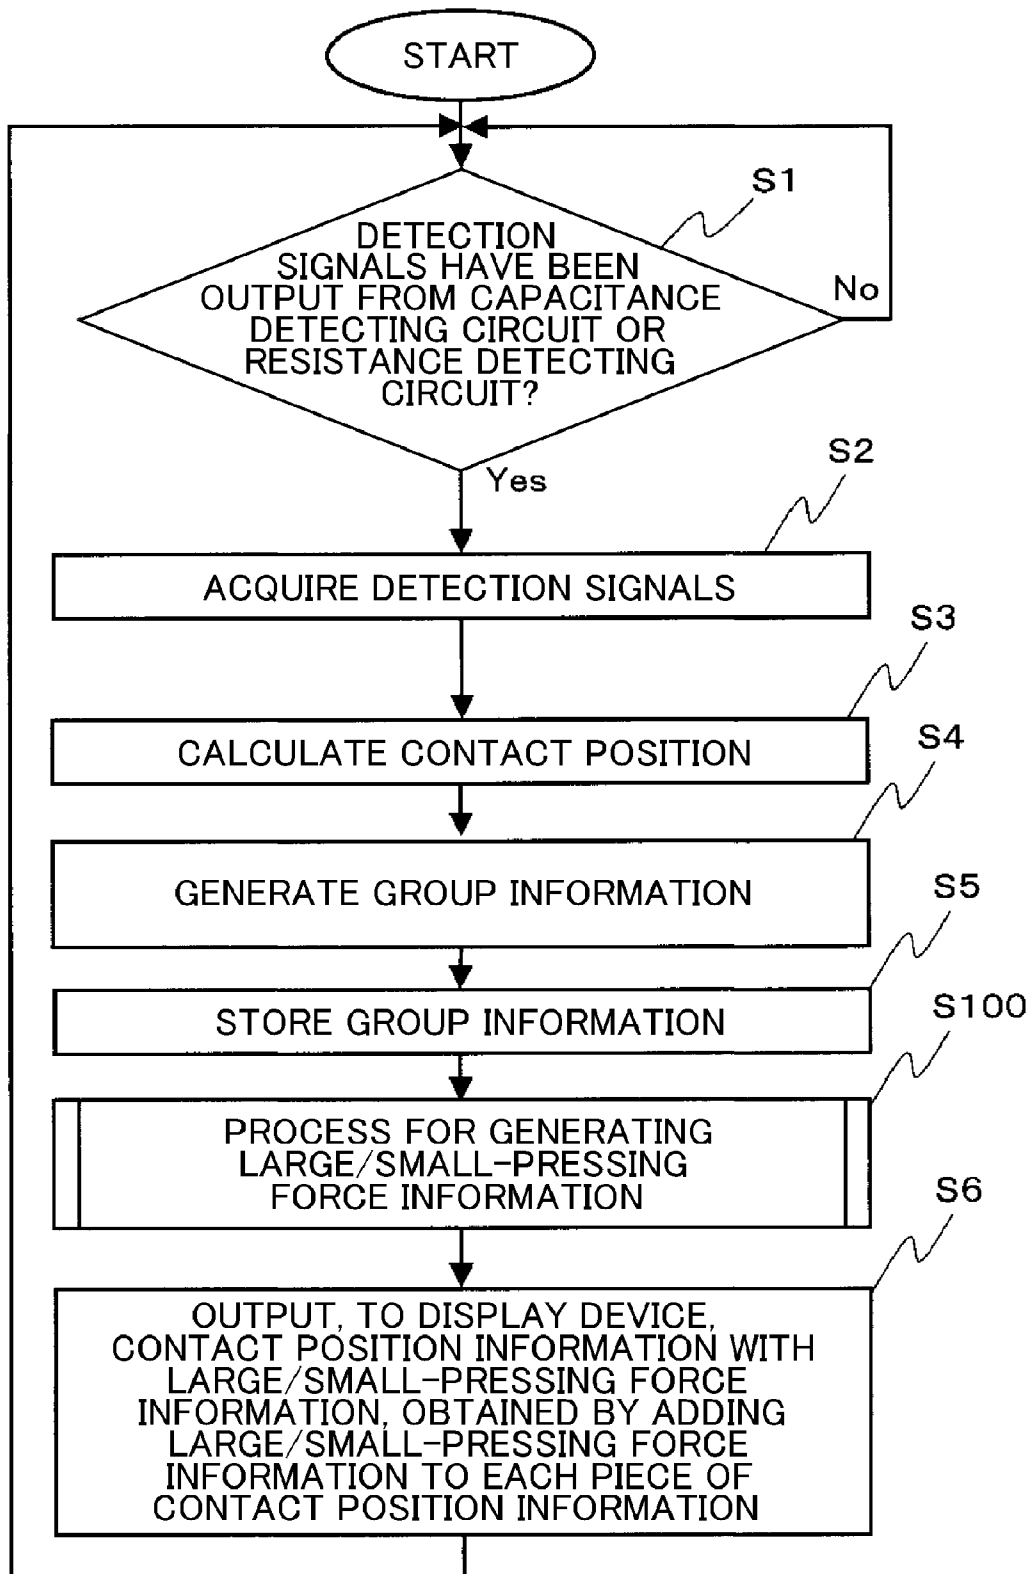 START
S1
DETECTION
SIGNALS HAVE BEEN
OUTPUT FROM CAPACITANCE
DETECTING CIRCUIT OR
RESISTANCE DETECTING
CIRCUIT?
No
Yes
S2
ACQUIRE DETECTION SIGNALS
S3
CALCULATE CONTACT POSITION
S4
GENERATE GROUP INFORMATION
S5
STORE GROUP INFORMATION
S100
PROCESS FOR GENERATING
LARGE/SMALL-PRESSING
FORCE INFORMATION
S6
OUTPUT, TO DISPLAY DEVICE,
CONTACT POSITION INFORMATION WITH
LARGE/SMALL-PRESSING FORCE
INFORMATION, OBTAINED BY ADDING
LARGE/SMALL-PRESSING FORCE
INFORMATION TO EACH PIECE OF
CONTACT POSITION INFORMATION